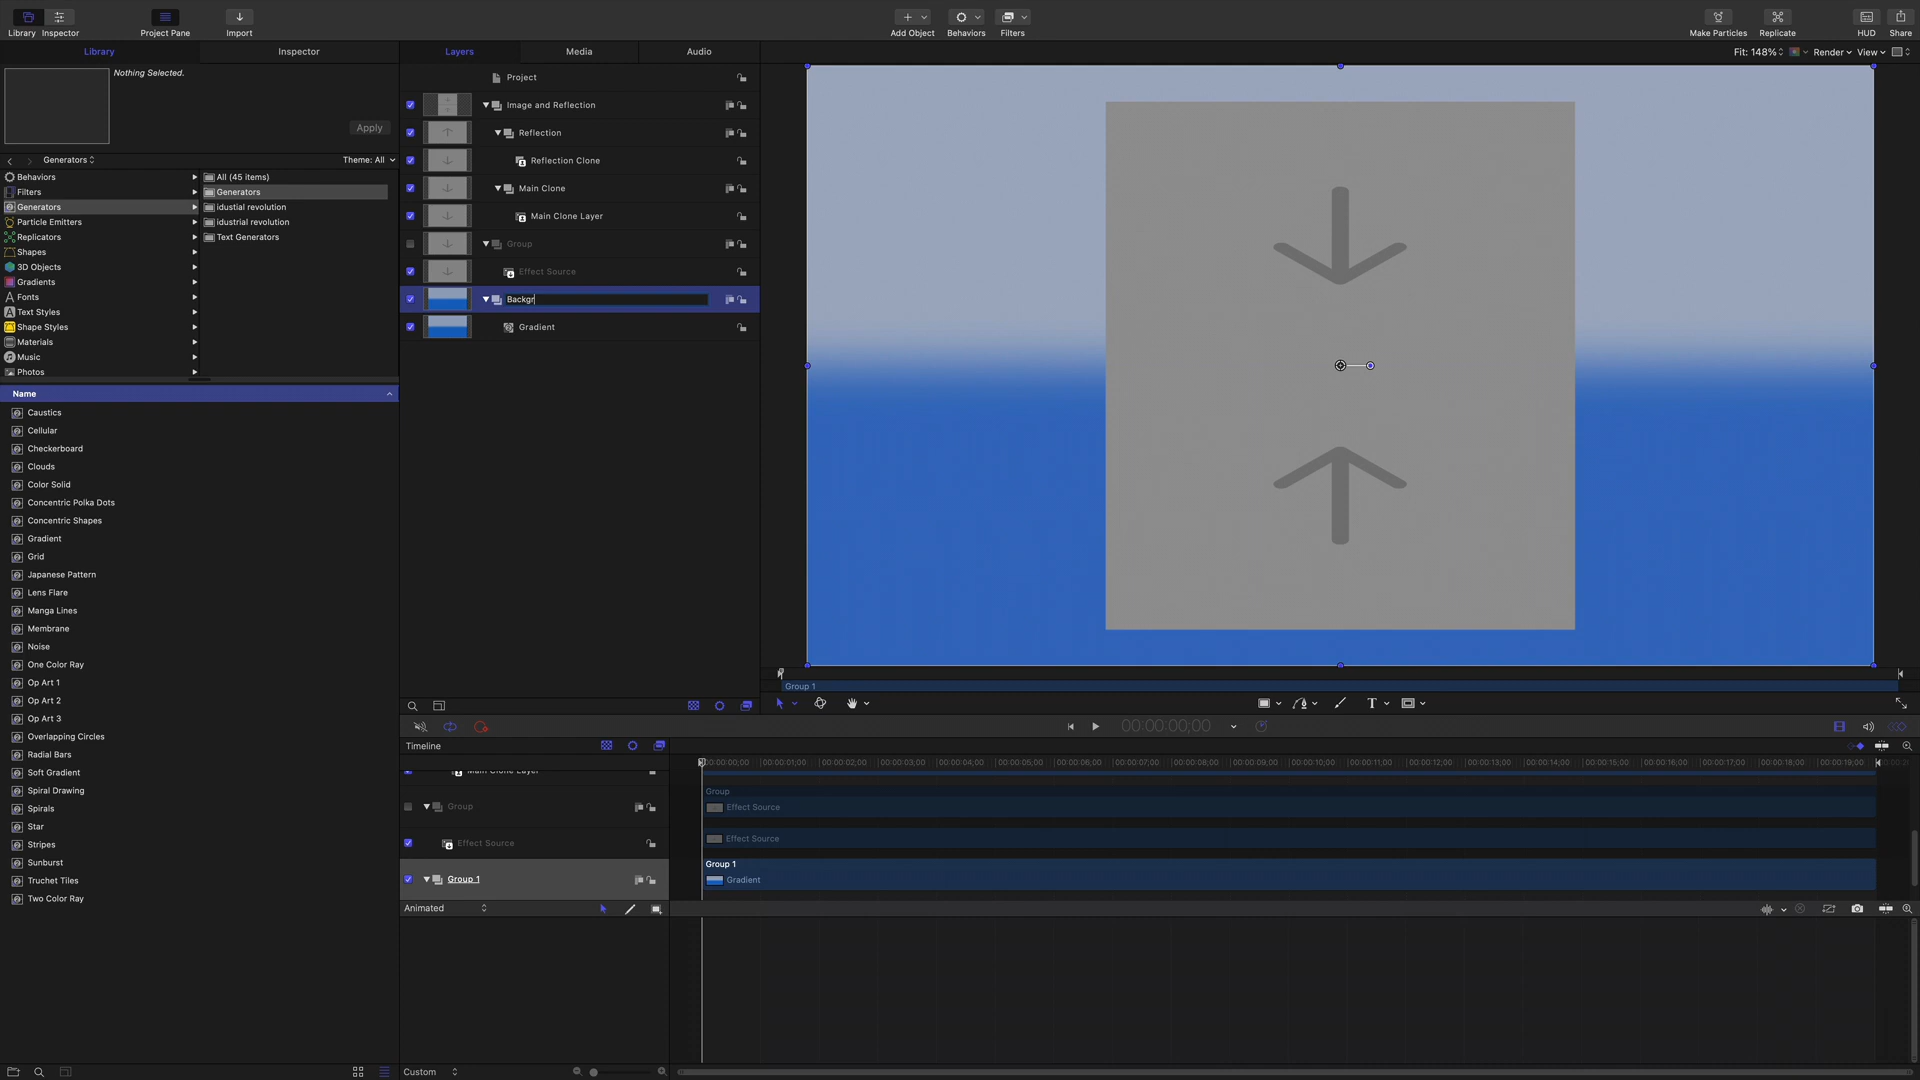 Library
Inspector
Project Pane
Import
Add Object
Behaviors
Filters
Make Particles
Replicate
HUD
Share
Library
Inspector
Layers
Media
Audio
Fit: 148%
Render
View
Nothing Selected.
Apply
Generators
Theme: All
Behaviors
Filters
Generators
Particle Emitters
Replicators
Shapes
3D Objects
Gradients
Fonts
Text Styles
Shape Styles
Materials
Music
Photos
All (45 items)
Generators
idustial revolution
idustrial revolution
Text Generators
Name
Caustics
Cellular
Checkerboard
Clouds
Color Solid
Concentric Polka Dots
Concentric Shapes
Gradient
Grid
Japanese Pattern
Lens Flare
Manga Lines
Membrane
Noise
One Color Ray
Op Art 1
Op Art 2
Op Art 3
Overlapping Circles
Radial Bars
Soft Gradient
Spiral Drawing
Spirals
Star
Stripes
Sunburst
Truchet Tiles
Two Color Ray
Project
Image and Reflection
Reflection
Reflection Clone
Main Clone
Main Clone Layer
Group
Effect Source
Backgr
Gradient
Group 1
T
00:00:00;00
Timeline
Main Clone Layer
Group
Effect Source
Group 1
00:00:00;00
00:00:01;00
00:00:02;00
00:00:03;00
00:00:04;00
00:00:05;00
00:00:06;00
00:00:07;00
00:00:08;00
00:00:09;00
00:00:10;00
00:00:11;00
00:00:12;00
00:00:13;00
00:00:14;00
00:00:15;00
00:00:16;00
00:00:17;00
00:00:18;00
00:00:19;00
Group
Effect Source
Effect Source
Group 1
Gradient
Animated
Custom